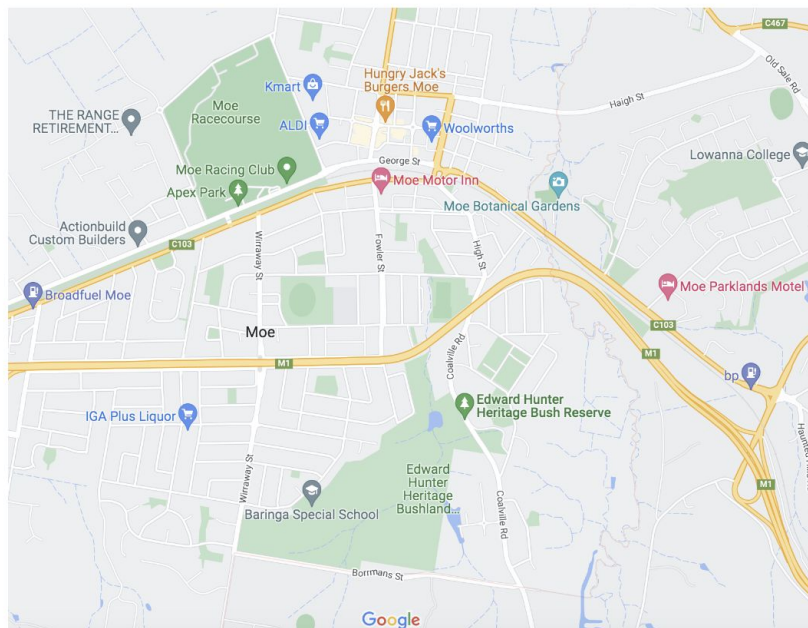 C467
Old Sale Rd
Hungry Jack's
Burgers Moe
Kmart
Haigh St
Moe
Racecourse
THE RANGE
RETIREMENT...
ALDI
Woolworths
George St
Lowanna College
Moe Racing Club
Moe Motor Inn
Apex Park
Moe Botanical Gardens
Actionbuild
Custom Builders
C103
Wirraway St
Fowler St
High St
Moe Parklands Motel
Broadfuel Moe
C103
Moe
Coalville Rd
M1
M1
bp
Edward Hunter
Heritage Bush Reserve
IGA Plus Liquor
Wirraway St
Edward
Hunter
Heritage
Bushland...
Baringa Special School
Coalville Rd
M1
Borrmans St
Google